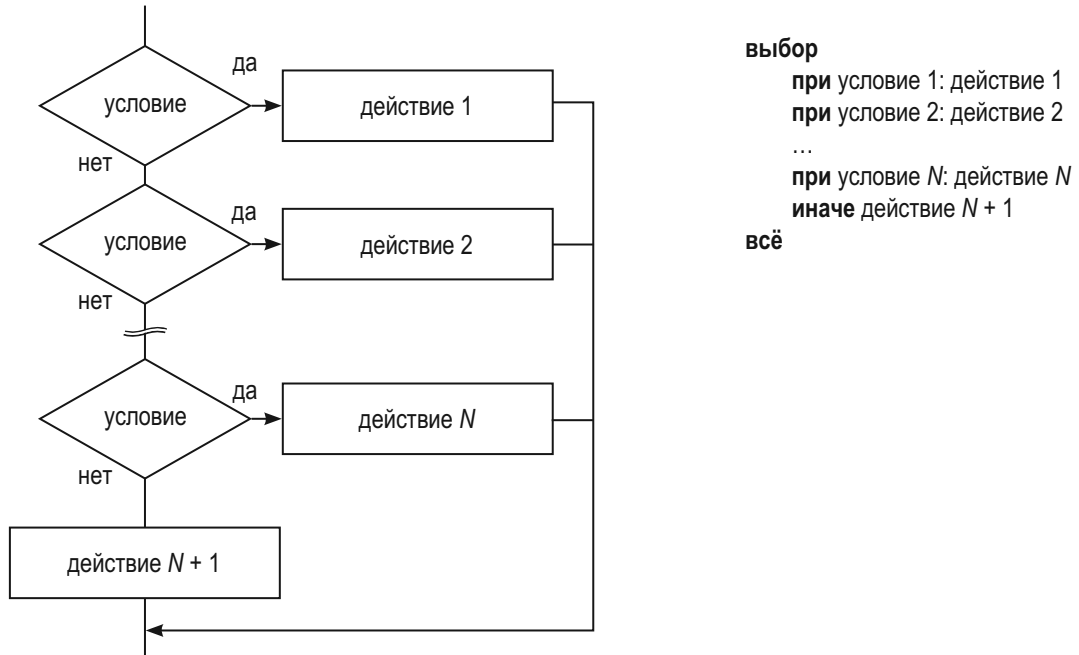 да
условие
действие 1
нет
да
условие
действие 2
нет
да
условие
действие N
нет
действие N + 1
выбор
при условие 1: действие 1
при условие 2: действие 2
…
при условие N: действие N
иначе действие N + 1
всё